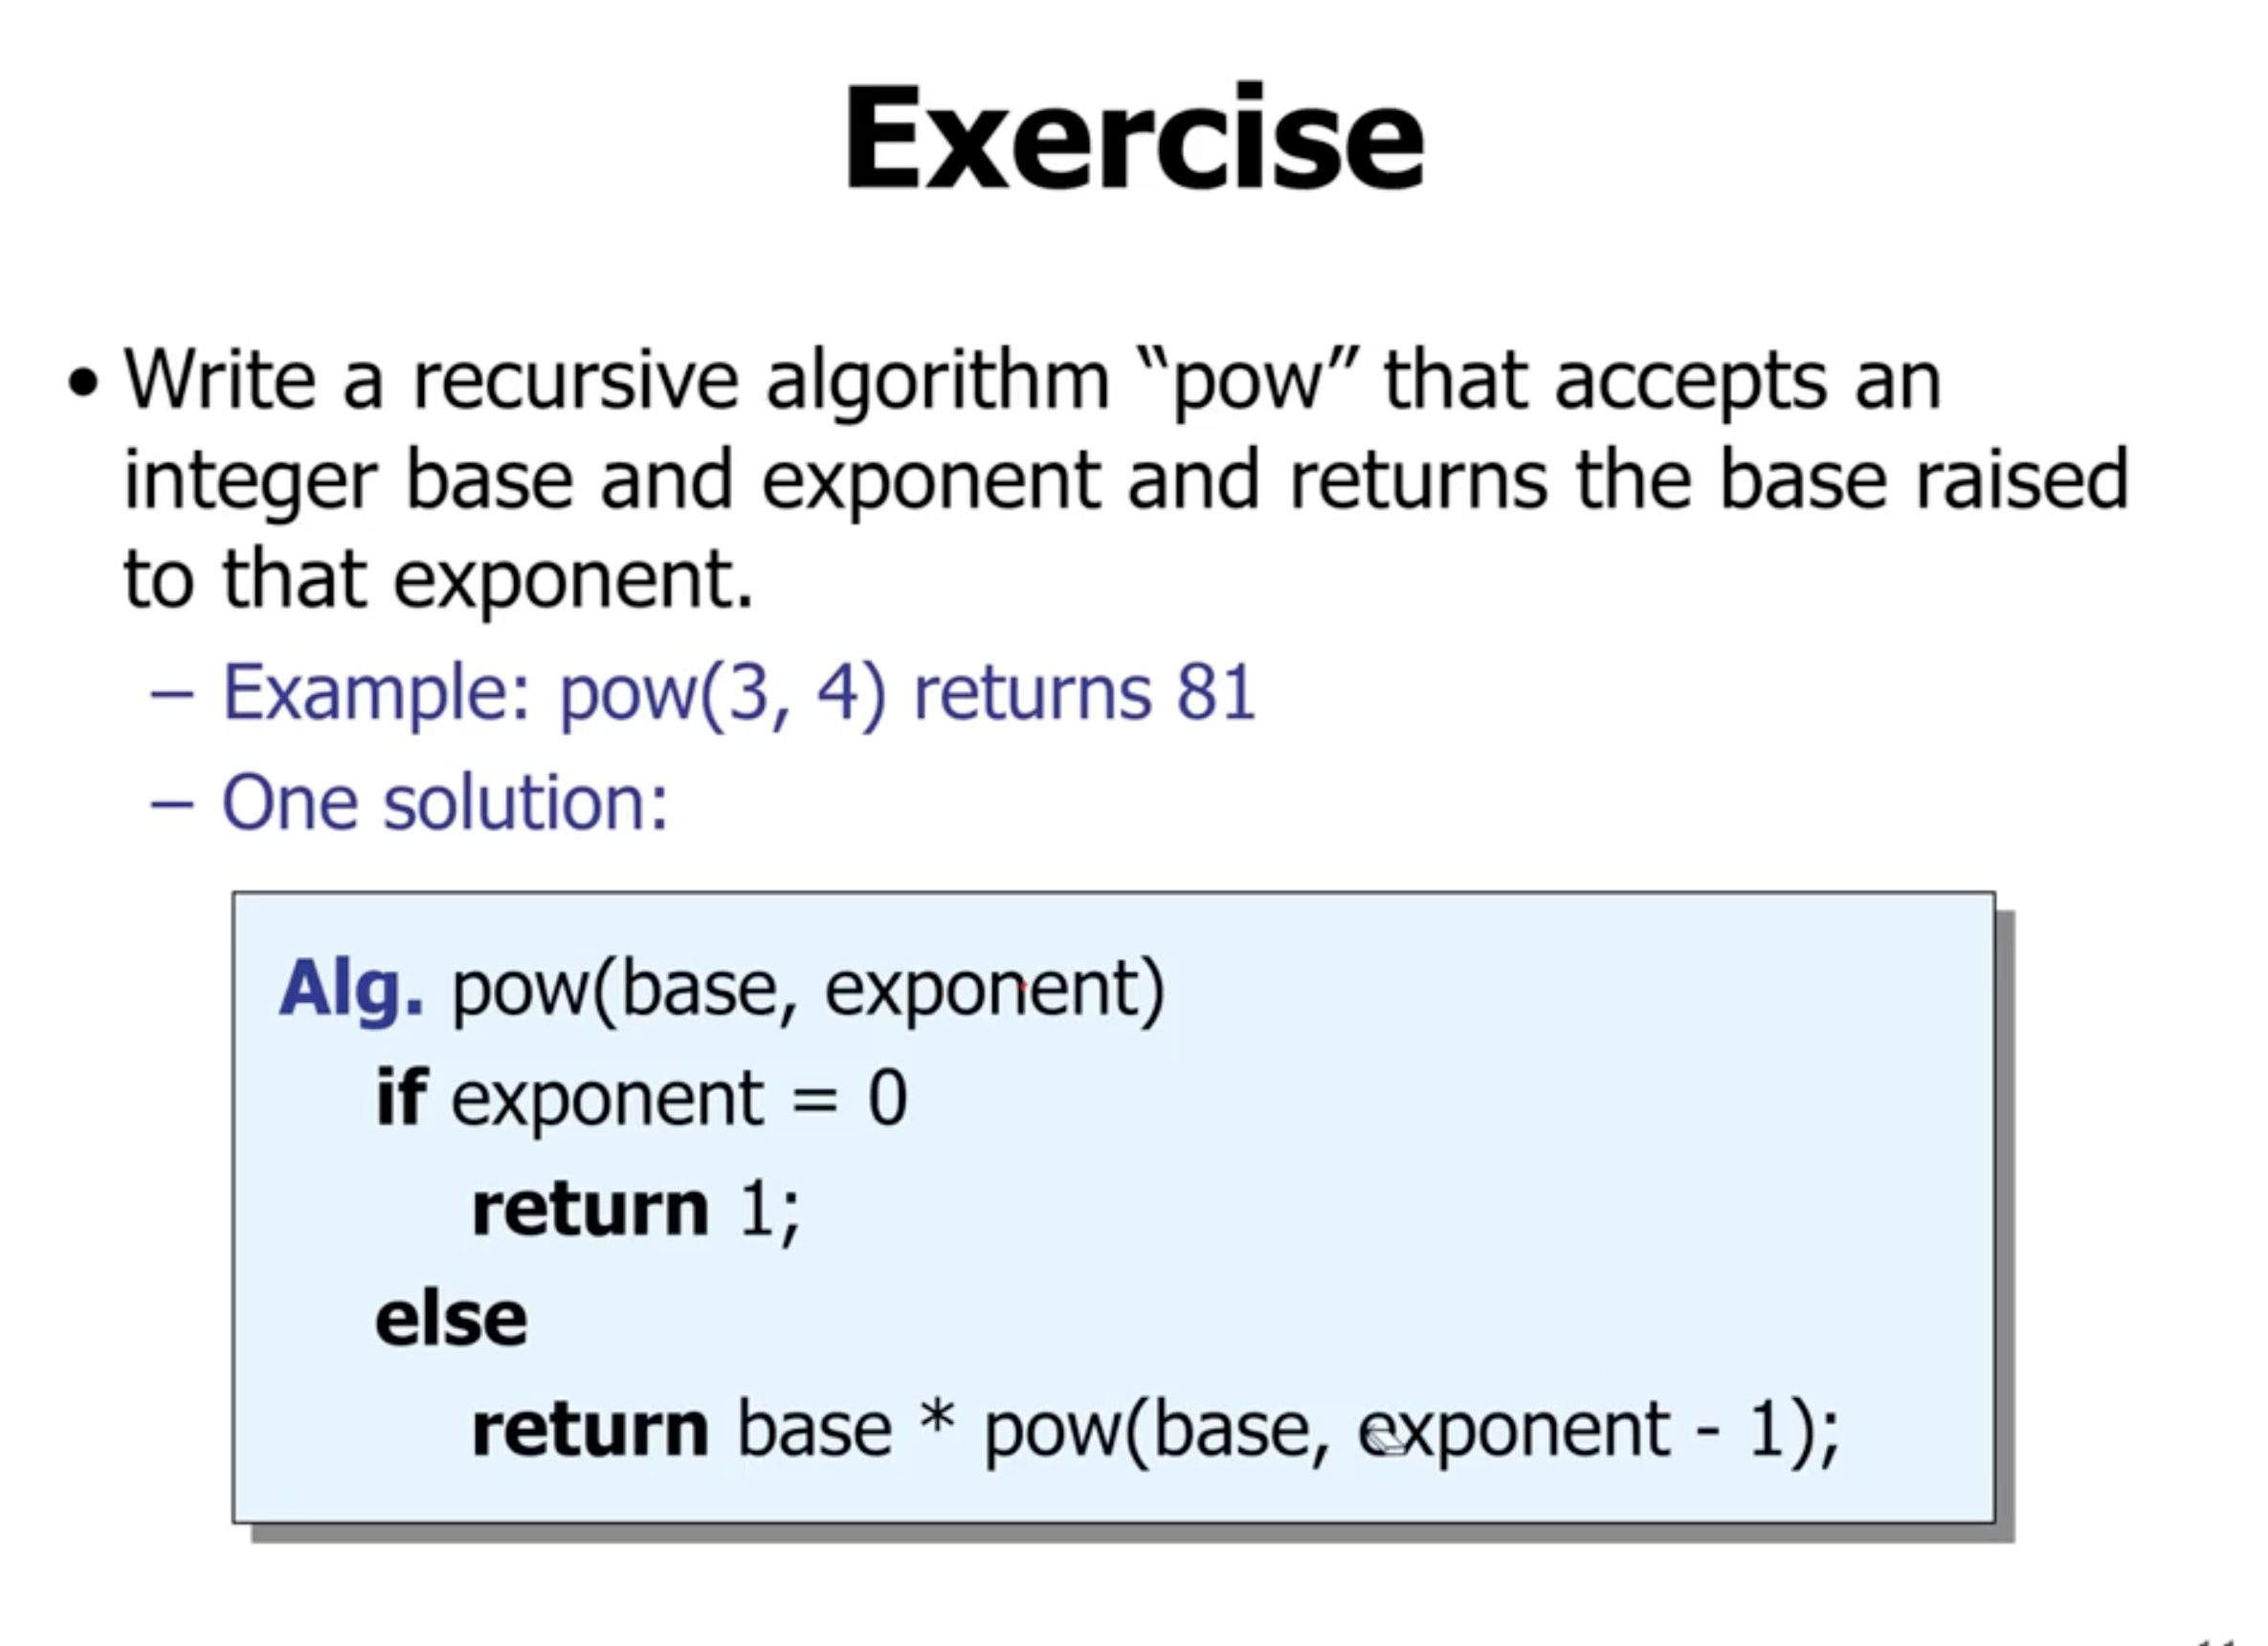 Exercise
• Write a recursive algorithm “pow” that accepts an
integer base and exponent and returns the base raised
to that exponent.
– Example: pow(3, 4) returns 81
– One solution:
Alg. pow(base, exponent)
if exponent = 0
return 1;
else
return base * pow(base, exponent - 1);